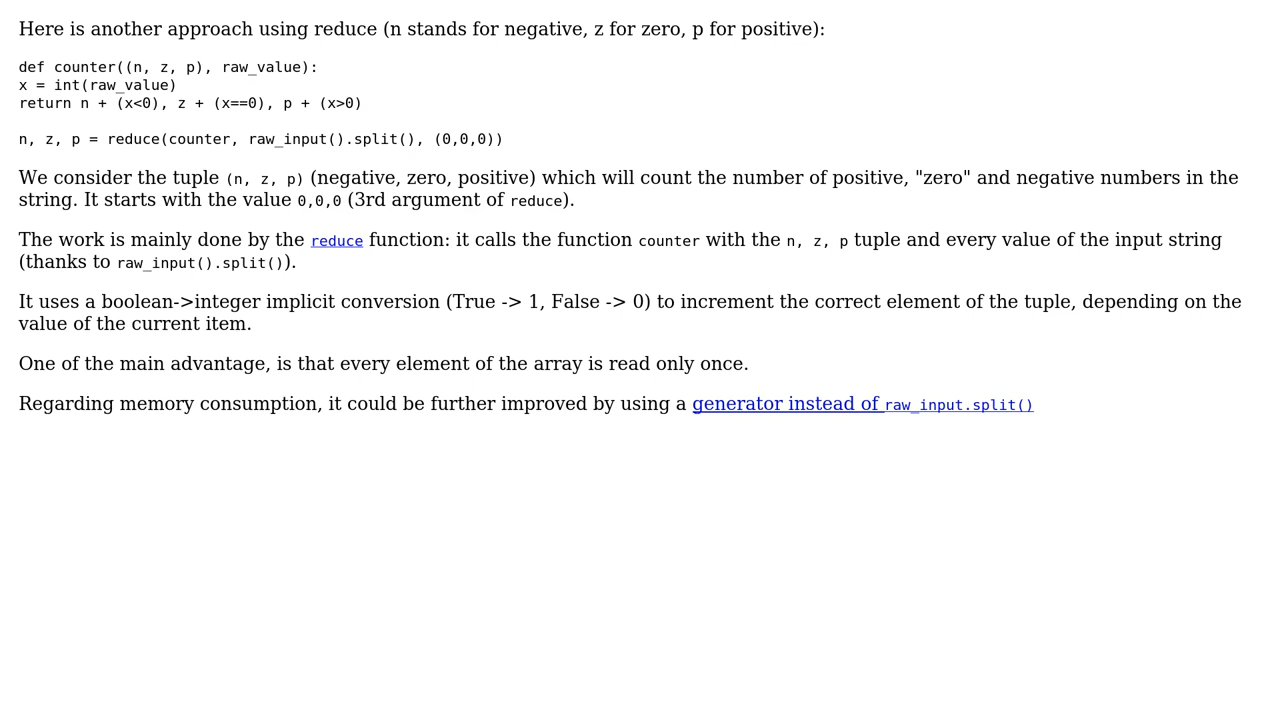 Here is another approach using reduce (n stands for negative, z for zero, p for positive):
def counter((n, z, p), raw_value):
x = int(raw_value)
return n + (x<0), z + (x==0), p + (x>0)
n, z, p = reduce(counter, raw_input().split(), (0,0,0))
We consider the tuple (n, z, p) (negative, zero, positive) which will count the number of positive, "zero" and negative numbers in the
string. It starts with the value 0,0,0 (3rd argument of reduce).
The work is mainly done by the reduce function: it calls the function counter with the n, z, p tuple and every value of the input string
(thanks to raw_input().split()).
It uses a boolean->integer implicit conversion (True -> 1, False -> 0) to increment the correct element of the tuple, depending on the
value of the current item.
One of the main advantage, is that every element of the array is read only once.
Regarding memory consumption, it could be further improved by using a generator instead of raw_input.split()